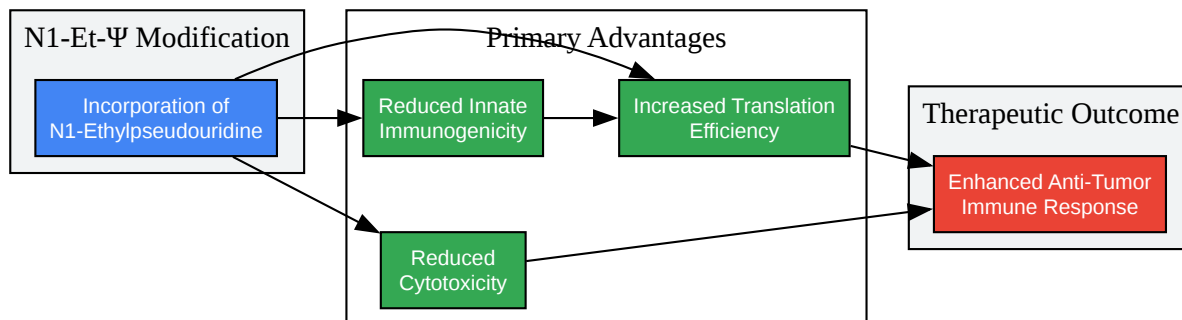 N1-Et-Ψ Modification
Incorporation of
N1-Ethylpseudouridine
Primary Advantages
Reduced Innate
Immunogenicity
Increased Translation
Efficiency
Reduced
Cytotoxicity
Therapeutic Outcome
Enhanced Anti-Tumor
Immune Response